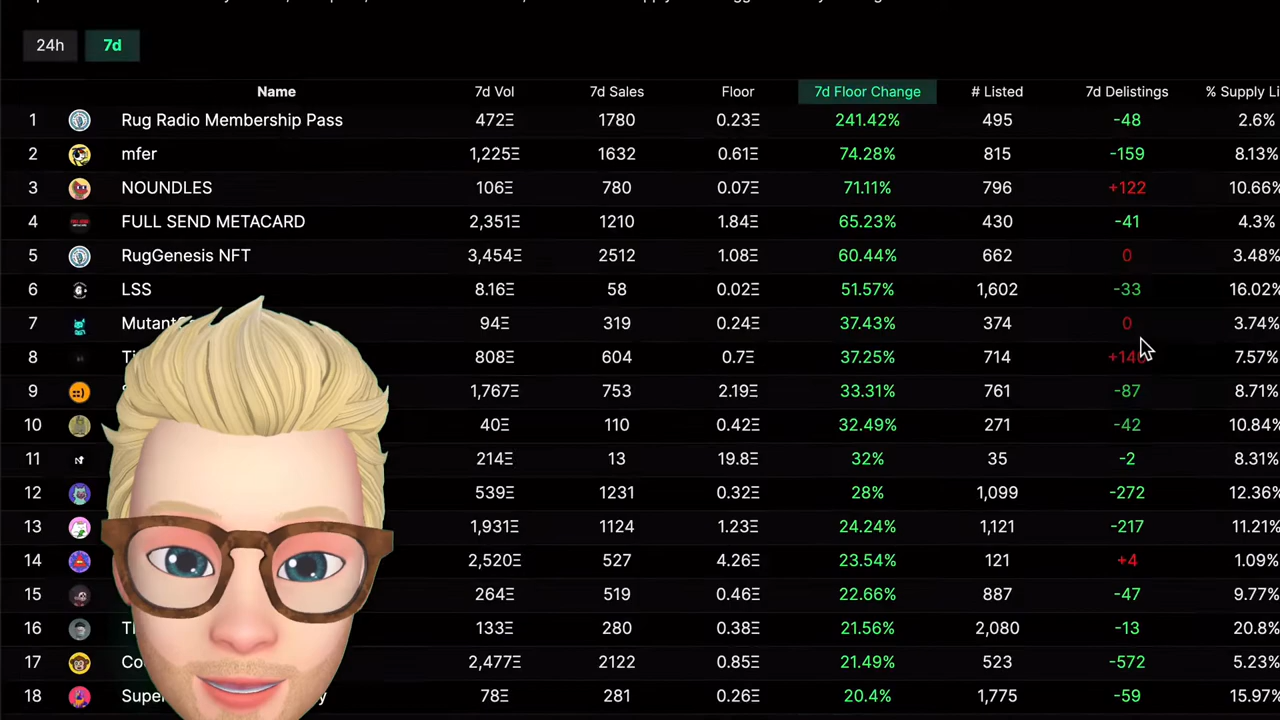 24h 7d
Name 7d Vol 7d Sales Floor 7d Floor Change # Listed 7d Delistings % Supply Li
1 Rug Radio Membership Pass 472Ξ 1780 0.23Ξ 241.42% 495 -48 2.6%
2 mfer 1,225Ξ 1632 0.61Ξ 74.28% 815 -159 8.13%
3 NOUNDLES 106Ξ 780 0.07Ξ 71.11% 796 +122 10.66%
4 FULL SEND METACARD 2,351Ξ 1210 1.84Ξ 65.23% 430 -41 4.3%
5 RugGenesis NFT 3,454Ξ 2512 1.08Ξ 60.44% 662 0 3.48%
6 LSS 8.16Ξ 58 0.02Ξ 51.57% 1,602 -33 16.02%
7 Mutant 94Ξ 319 0.24Ξ 37.43% 374 0 3.74%
8 Ti 808Ξ 604 0.7Ξ 37.25% 714 +14 7.57%
9 1,767Ξ 753 2.19Ξ 33.31% 761 -87 8.71%
10 40Ξ 110 0.42Ξ 32.49% 271 -42 10.84%
11 214Ξ 13 19.8Ξ 32% 35 -2 8.31%
12 539Ξ 1231 0.32Ξ 28% 1,099 -272 12.36%
13 1,931Ξ 1124 1.23Ξ 24.24% 1,121 -217 11.21%
14 2,520Ξ 527 4.26Ξ 23.54% 121 +4 1.09%
15 264Ξ 519 0.46Ξ 22.66% 887 -47 9.77%
16 T 133Ξ 280 0.38Ξ 21.56% 2,080 -13 20.8%
17 Co 2,477Ξ 2122 0.85Ξ 21.49% 523 -572 5.23%
18 Super y 78Ξ 281 0.26Ξ 20.4% 1,775 -59 15.97%